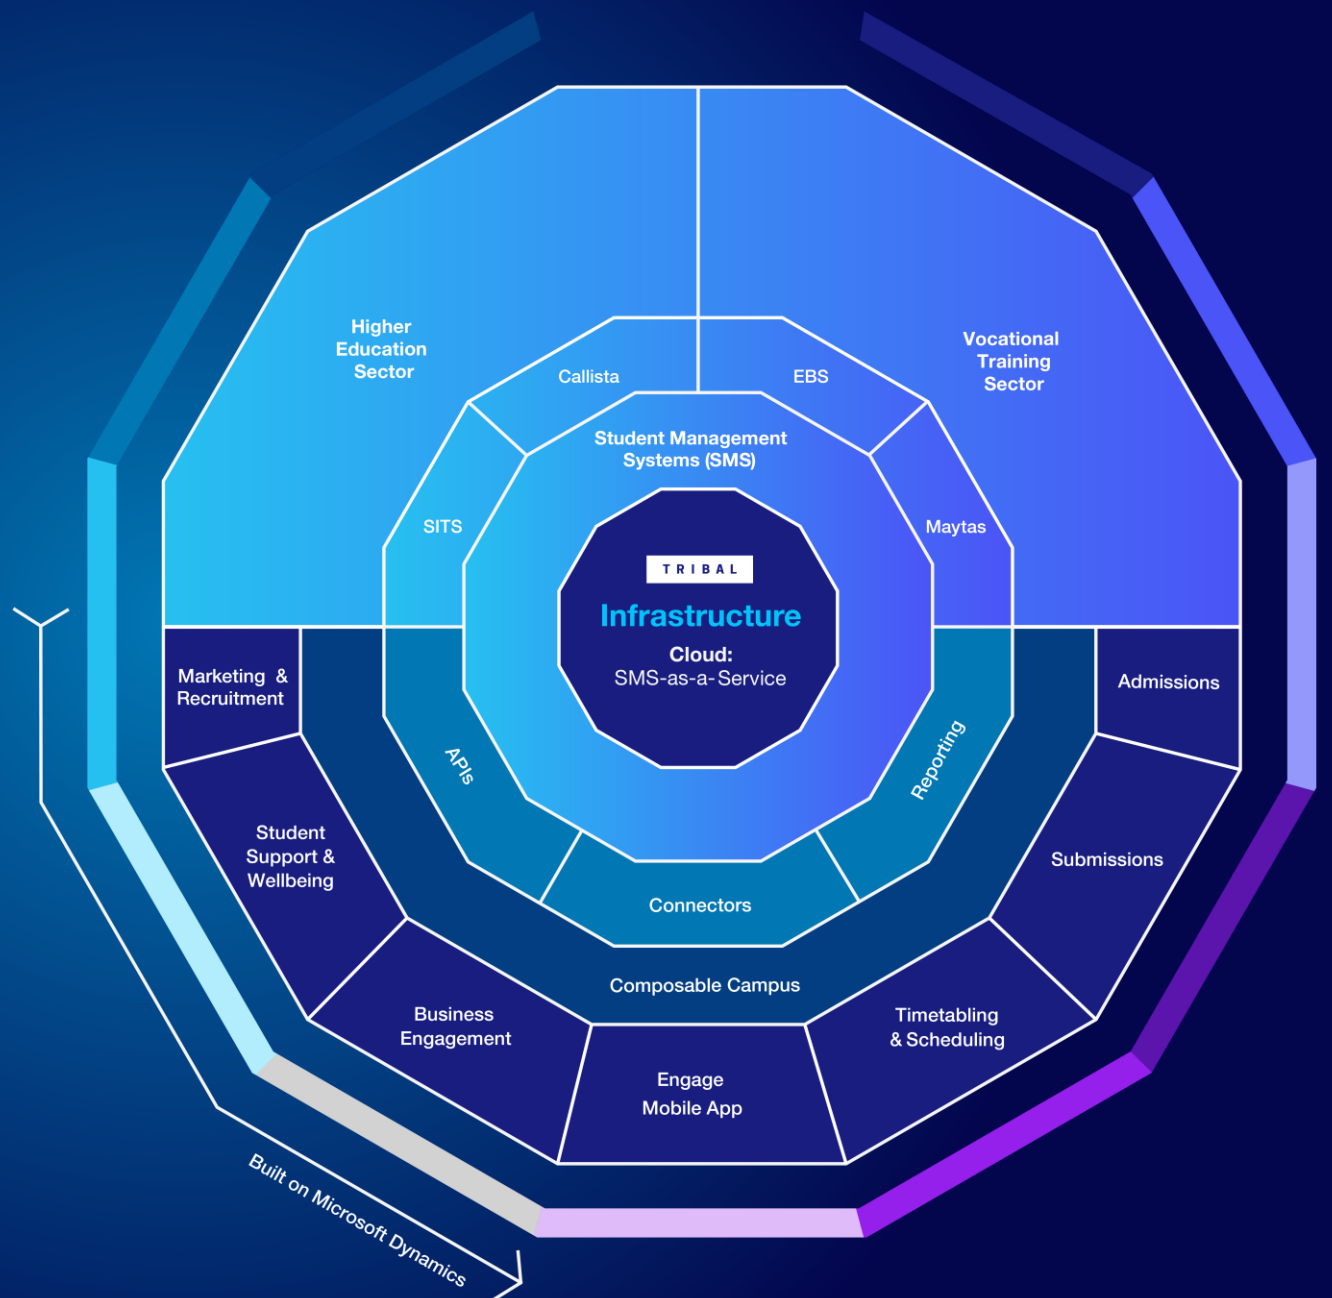 Higher
Education
Sector
Vocational
Training
Sector
Callista
EBS
SITS
Maytas
Student Management
Systems (SMS)
TRIBAL
Infrastructure
Cloud:
SMS-as-a-Service
Marketing &
Recruitment
Admissions
APIs
Reporting
Student
Support &
Wellbeing
Submissions
Connectors
Composable Campus
Business
Engagement
Timetabling
& Scheduling
Engage
Mobile App
Built on Microsoft Dynamics